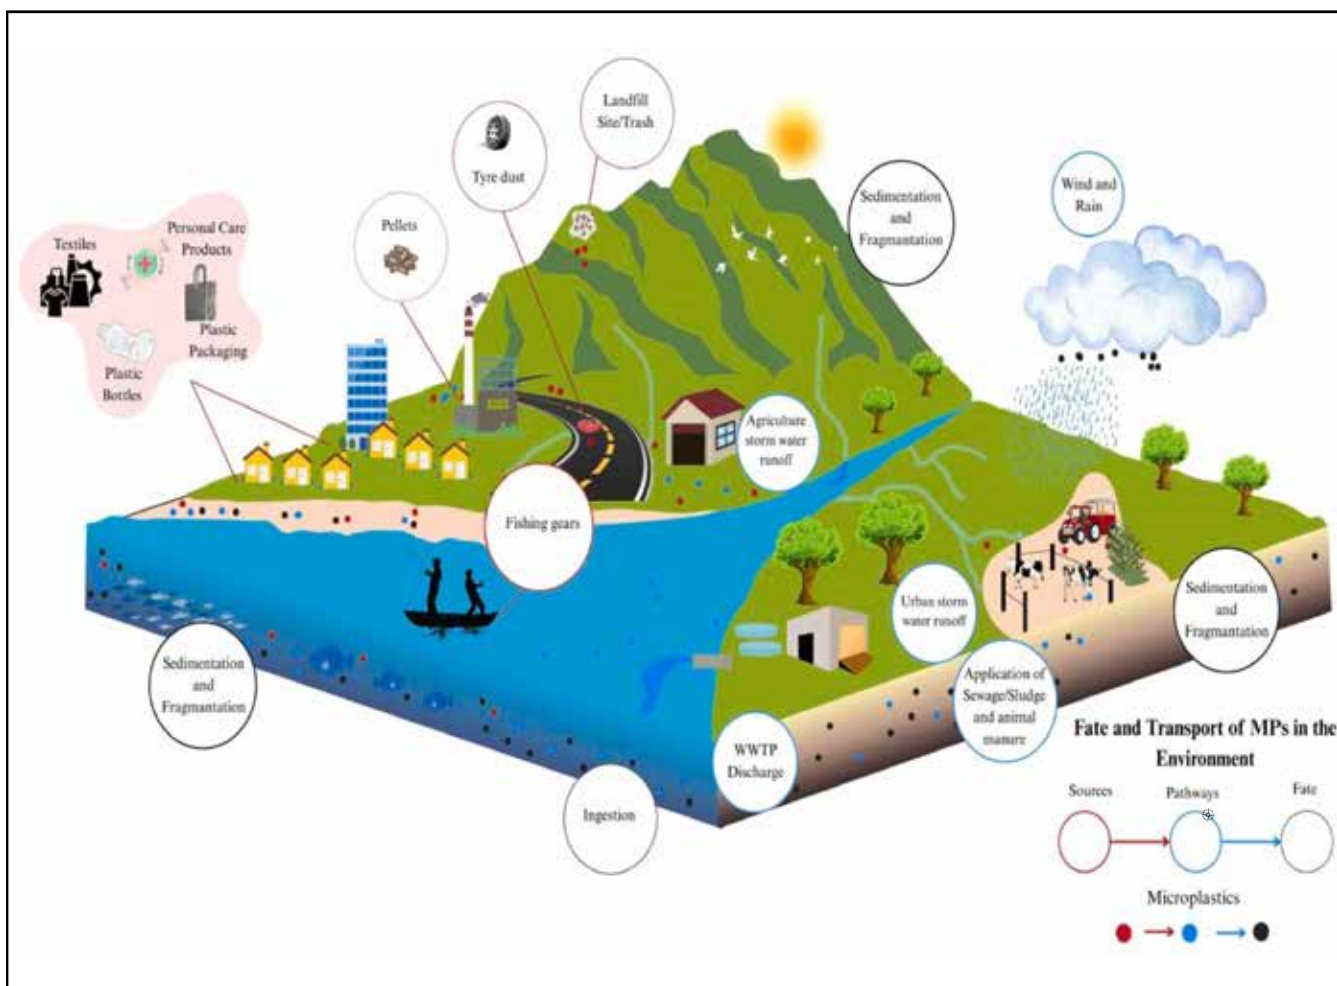 Landfill
Site/Trash
Tyre dust
Sedimentation
and
Fragmantation
Wind and
Rain
Pellets
Textiles
Personal Care
Products
Plastic
Packaging
Plastic
Bottles
Agriculture
storm water
runoff
Fishing gears
Urban storm
water runoff
Sedimentation
and
Fragmantation
Sedimentation
and
Fragmantation
Application of
Sewage/Sludge
and animal
manure
WWTP
Discharge
Ingestion
Fate and Transport of MPs in the
Environment
Sources
Pathways
Fate
Microplastics